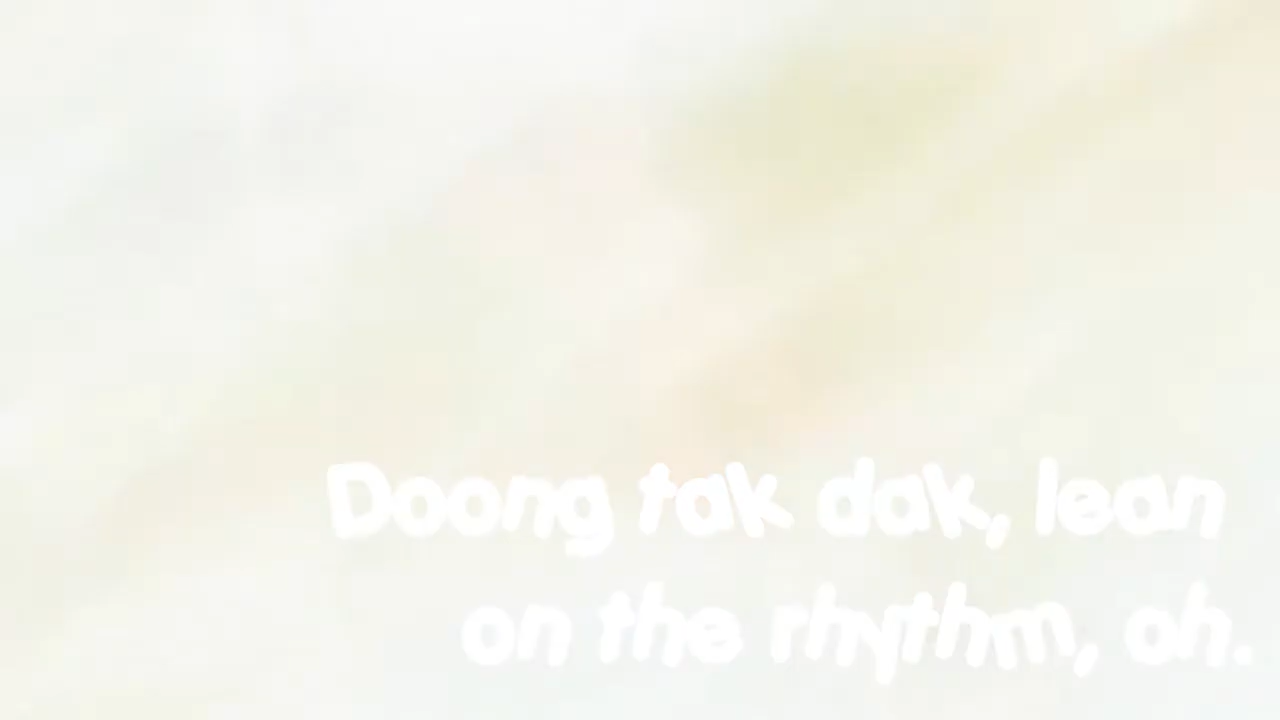 Doong tak dak, lean
on the rhythm, oh.